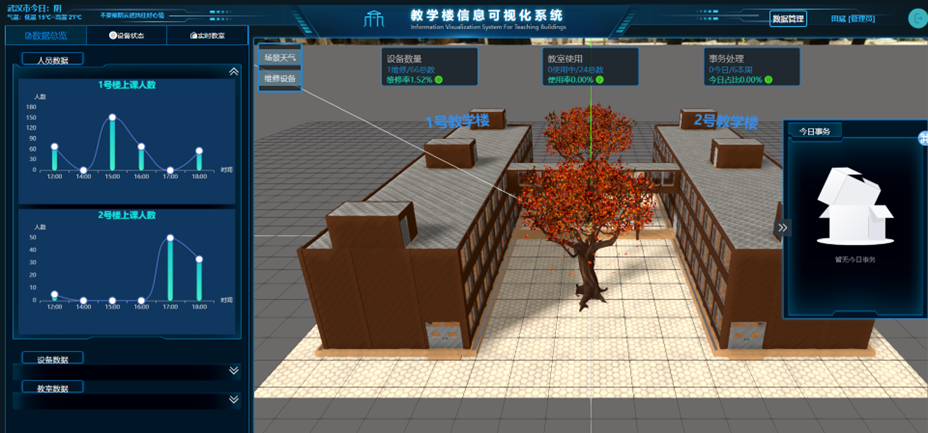 武汉市今日：阴
气温：低温 15℃~高温 21℃
教学楼信息可视化系统
Information Visualization System For Teaching Buildings
数据管理
[管理员]
数据总览
设备状态
实时教室
人员数据
1号楼上课人数
人数
180
150
120
90
60
30
0
12:00 14:00 15:00 16:00 17:00 18:00 时间
2号楼上课人数
人数
50
40
30
20
10
0
12:00 14:00 15:00 16:00 17:00 18:00 时间
设备数据
教室数据
场景天气
维修设备
设备数量
1维修/66总数
维修率1.52%
教室使用
0使用中/24总数
使用率0.00%
事务处理
0今日/6本周
今日占比0.00%
1号教学楼
2号教学楼
今日事务
暂无今日事务